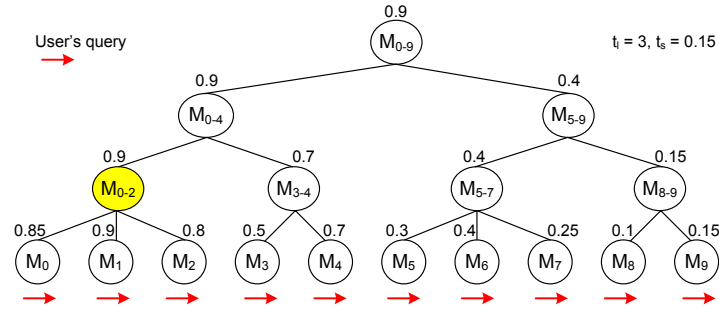 0.9
User's query
M0-9
tl = 3, ts = 0.15
0.9 0.4
M0-4 M5-9
0.9 0.7 0.4 0.15
M0-2 M3-4 M5-7 M8-9
0.85 0.9 0.8 0.5 0.7 0.3 0.4 0.25 0.1 0.15
M0 M1 M2 M3 M4 M5 M6 M7 M8 M9